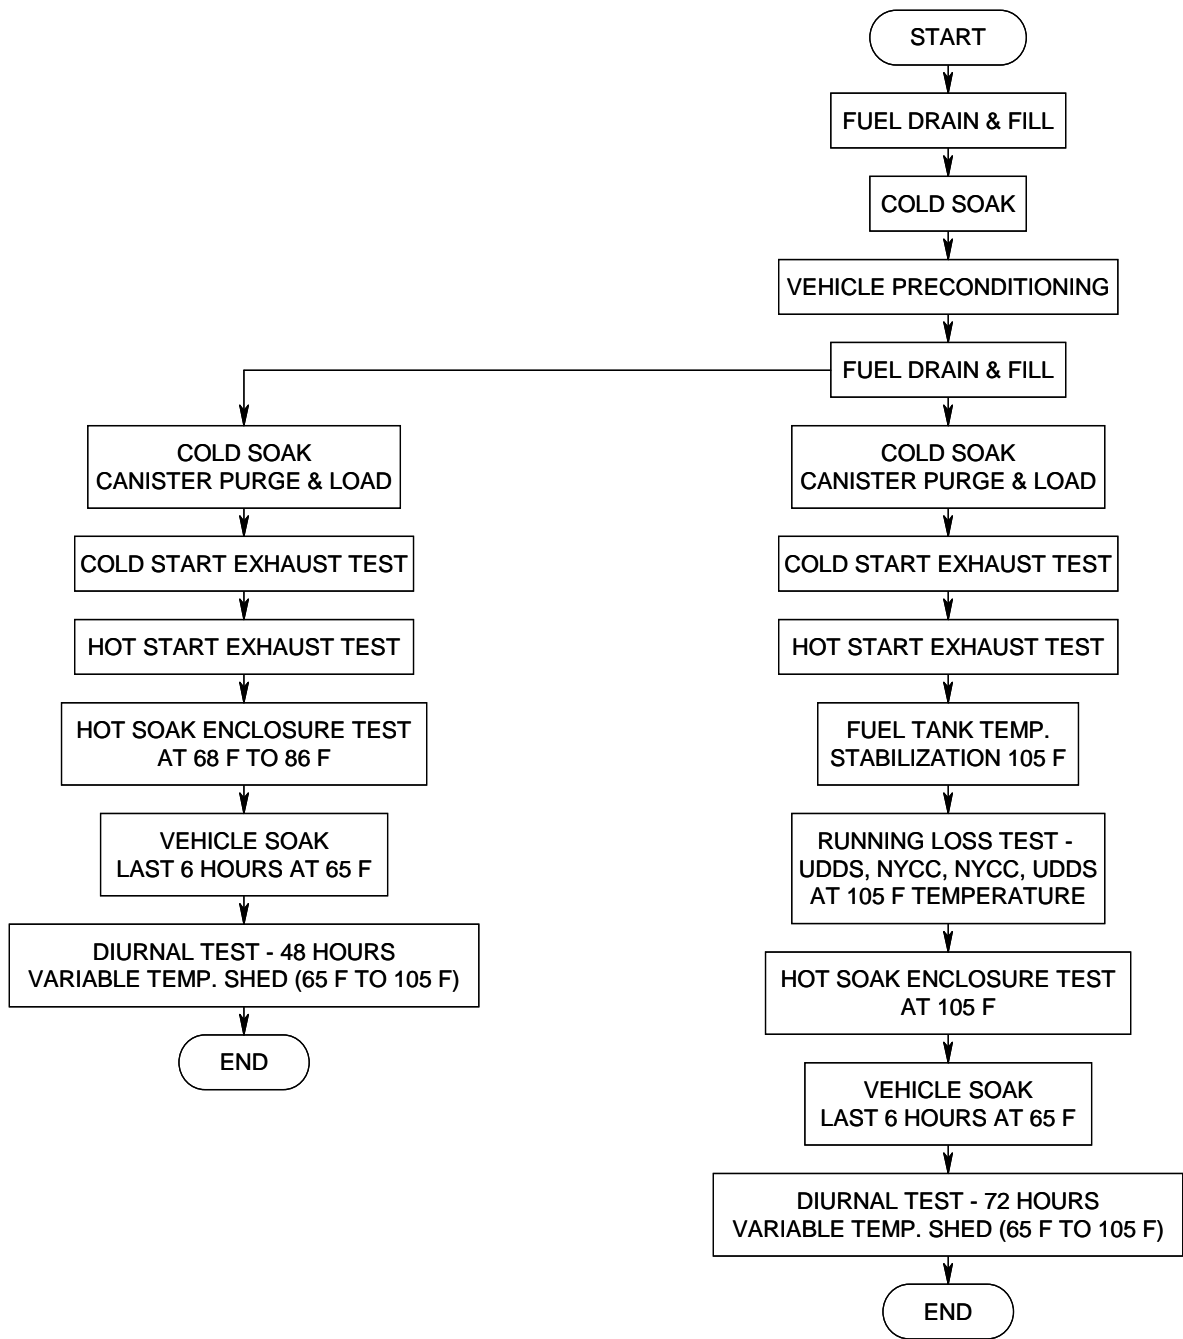 START
FUEL DRAIN & FILL
COLD SOAK
VEHICLE PRECONDITIONING
FUEL DRAIN & FILL
COLD SOAK
CANISTER PURGE & LOAD
COLD START EXHAUST TEST
HOT START EXHAUST TEST
HOT SOAK ENCLOSURE TEST
AT 68 F TO 86 F
VEHICLE SOAK
LAST 6 HOURS AT 65 F
DIURNAL TEST - 48 HOURS
VARIABLE TEMP. SHED (65 F TO 105 F)
END
COLD SOAK
CANISTER PURGE & LOAD
COLD START EXHAUST TEST
HOT START EXHAUST TEST
FUEL TANK TEMP.
STABILIZATION 105 F
RUNNING LOSS TEST -
UDDS, NYCC, NYCC, UDDS
AT 105 F TEMPERATURE
HOT SOAK ENCLOSURE TEST
AT 105 F
VEHICLE SOAK
LAST 6 HOURS AT 65 F
DIURNAL TEST - 72 HOURS
VARIABLE TEMP. SHED (65 F TO 105 F)
END